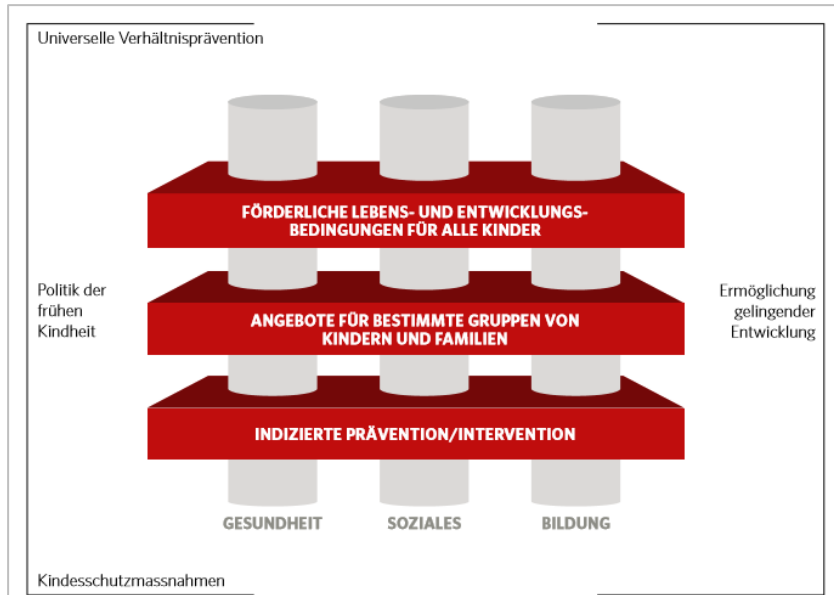 Universelle Verhältnisprävention
FÖRDERLICHE LEBENS- UND ENTWICKLUNGS-
BEDINGUNGEN FÜR ALLE KINDER
Politik der
frühen
Kindheit
ANGEBOTE FÜR BESTIMMTE GRUPPEN VON
KINDERN UND FAMILIEN
Ermöglichung
gelingender
Entwicklung
INDIZIERTE PRÄVENTION/INTERVENTION
GESUNDHEIT
SOZIALES
BILDUNG
Kindesschutzmassnahmen